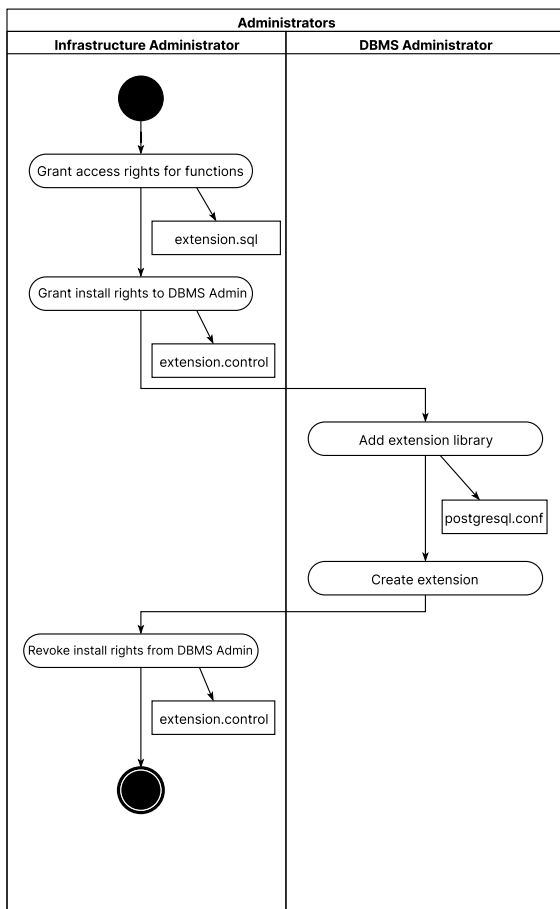 Administrators
Infrastructure Administrator
DBMS Administrator
Grant access rights for functions
extension.sql
Grant install rights to DBMS Admin
extension.control
Add extension library
postgresql.conf
Create extension
Revoke install rights from DBMS Admin
extension.control